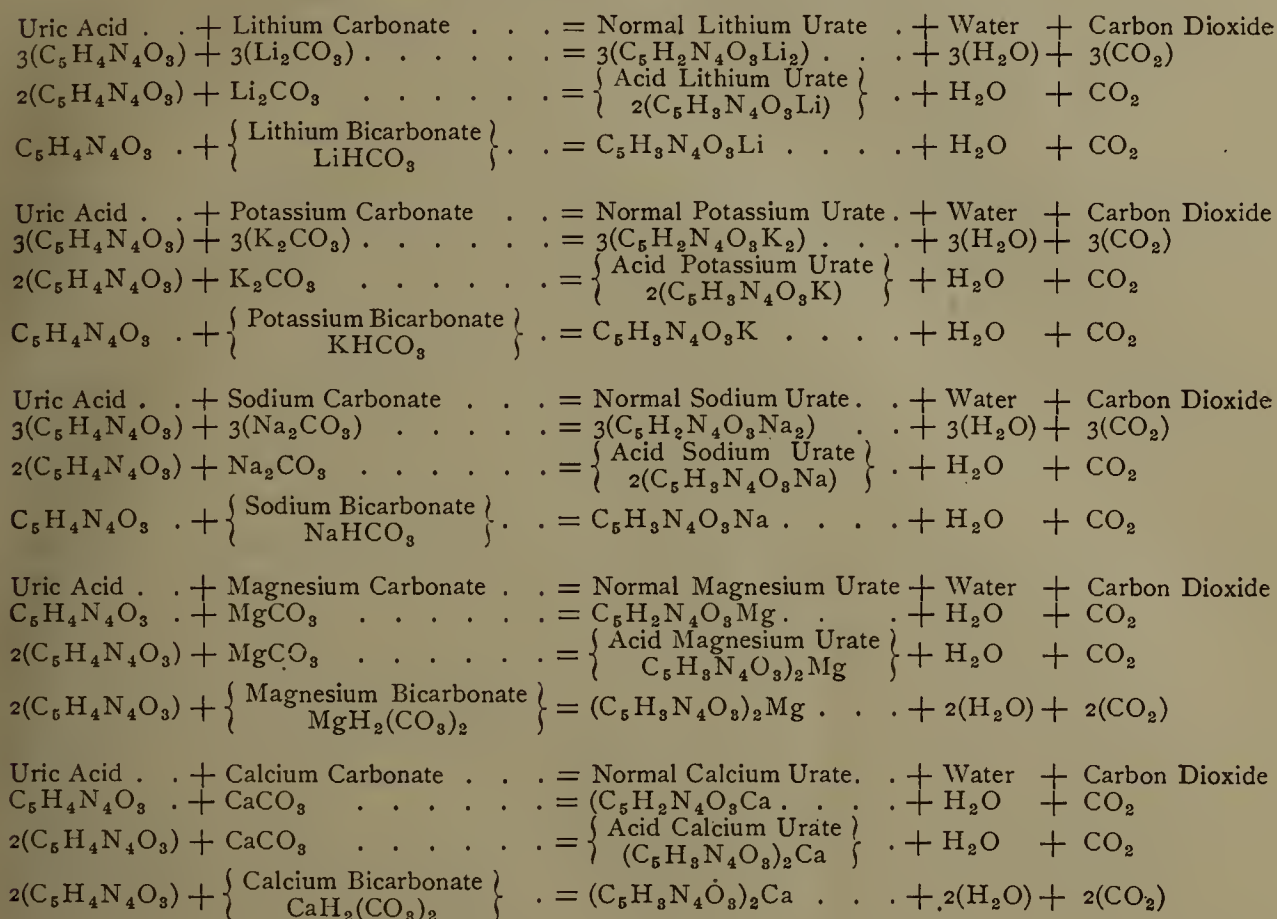 Uric Acid . . + Lithium Carbonate . . . = Normal Lithium Urate . + Water + Carbon Dioxide
3(C₅H₄N₄O₃) + 3(Li₂CO₃) . . . . . . = 3(C₅H₂N₄O₃Li₂) . . . + 3(H₂O) + 3(CO₂)
2(C₅H₄N₄O₃) + Li₂CO₃ . . . . . . = { Acid Lithium Urate 2(C₅H₃N₄O₃Li) } . + H₂O + CO₂
C₅H₄N₄O₃ . + { Lithium Bicarbonate LiHCO₃ } . . = C₅H₃N₄O₃Li . . . . + H₂O + CO₂
Uric Acid . . + Potassium Carbonate . . = Normal Potassium Urate . + Water + Carbon Dioxide
3(C₅H₄N₄O₃) + 3(K₂CO₃) . . . . . . = 3(C₅H₂N₄O₃K₂) . . . + 3(H₂O) + 3(CO₂)
2(C₅H₄N₄O₃) + K₂CO₃ . . . . . . = { Acid Potassium Urate 2(C₅H₃N₄O₃K) } + H₂O + CO₂
C₅H₄N₄O₃ . + { Potassium Bicarbonate KHCO₃ } . = C₅H₃N₄O₃K . . . . + H₂O + CO₂
Uric Acid . . + Sodium Carbonate . . . = Normal Sodium Urate . . + Water + Carbon Dioxide
3(C₅H₄N₄O₃) + 3(Na₂CO₃) . . . . . = 3(C₅H₂N₄O₃Na₂) . . + 3(H₂O) + 3(CO₂)
2(C₅H₄N₄O₃) + Na₂CO₃ . . . . . . = { Acid Sodium Urate 2(C₅H₃N₄O₃Na) } . + H₂O + CO₂
C₅H₄N₄O₃ . + { Sodium Bicarbonate NaHCO₃ } . . = C₅H₃N₄O₃Na . . . . + H₂O + CO₂
Uric Acid . . + Magnesium Carbonate . . = Normal Magnesium Urate + Water + Carbon Dioxide
C₅H₄N₄O₃ . + MgCO₃ . . . . . . = C₅H₂N₄O₃Mg . . . + H₂O + CO₂
2(C₅H₄N₄O₃) + MgCO₃ . . . . . . = { Acid Magnesium Urate C₅H₃N₄O₃)₂Mg } + H₂O + CO₂
2(C₅H₄N₄O₃) + { Magnesium Bicarbonate MgH₂(CO₃)₂ } = (C₅H₃N₄O₃)₂Mg . . . + 2(H₂O) + 2(CO₂)
Uric Acid . . + Calcium Carbonate . . . = Normal Calcium Urate . . + Water + Carbon Dioxide
C₅H₄N₄O₃ . + CaCO₃ . . . . . . = (C₅H₂N₄O₃Ca . . . . + H₂O + CO₂
2(C₅H₄N₄O₃) + CaCO₃ . . . . . . = { Acid Calcium Urate (C₅H₃N₄O₃)₂Ca } . + H₂O + CO₂
2(C₅H₄N₄O₃) + { Calcium Bicarbonate CaH₂(CO₃)₂ } . = (C₅H₃N₄O₃)₂Ca . . . + 2(H₂O) + 2(CO₂)